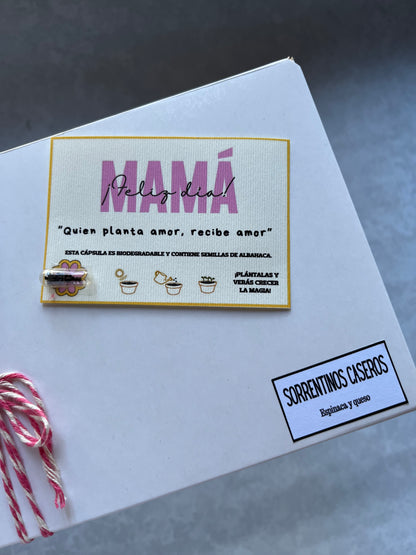 MAMÁ
¡Feliz día!
"Quien planta amor, recibe amor"
ESTA CÁPSULA ES BIODEGRADABLE Y CONTIENE SEMILLAS DE ALBAHACA.
¡PLÁNTALAS Y
VERÁS CRECER
LA MAGIA!
SORRENTINOS CASEROS
Espinaca y queso